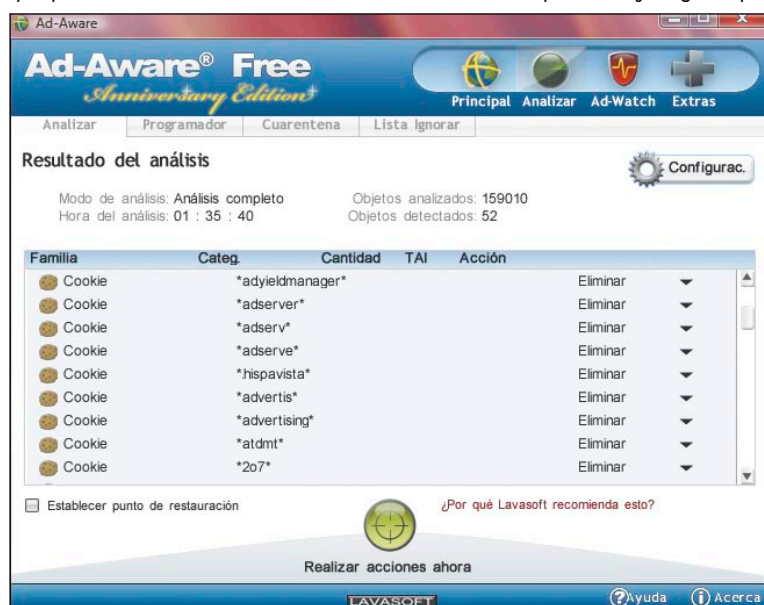 Ad-Aware
Ad-Aware® Free
Anniversary Edition
Principal Analizar Ad-Watch Extras
Analizar Programador Cuarentena Lista Ignorar
Resultado del análisis
Configurac.
Modo de análisis: Análisis completo Objetos analizados: 159010
Hora del análisis: 01 : 35 : 40 Objetos detectados: 52
Familia Categ. Cantidad TAI Acción
Cookie *adyieldmanager* Eliminar
Cookie *adserver* Eliminar
Cookie *adserv* Eliminar
Cookie *adserve* Eliminar
Cookie *.hispavista* Eliminar
Cookie *advertis* Eliminar
Cookie *advertising* Eliminar
Cookie *atdmt* Eliminar
Cookie *2o7* Eliminar
Establecer punto de restauración ¿Por qué Lavasoft recomienda esto?
Realizar acciones ahora
LAVASOFT Ayuda Acerca